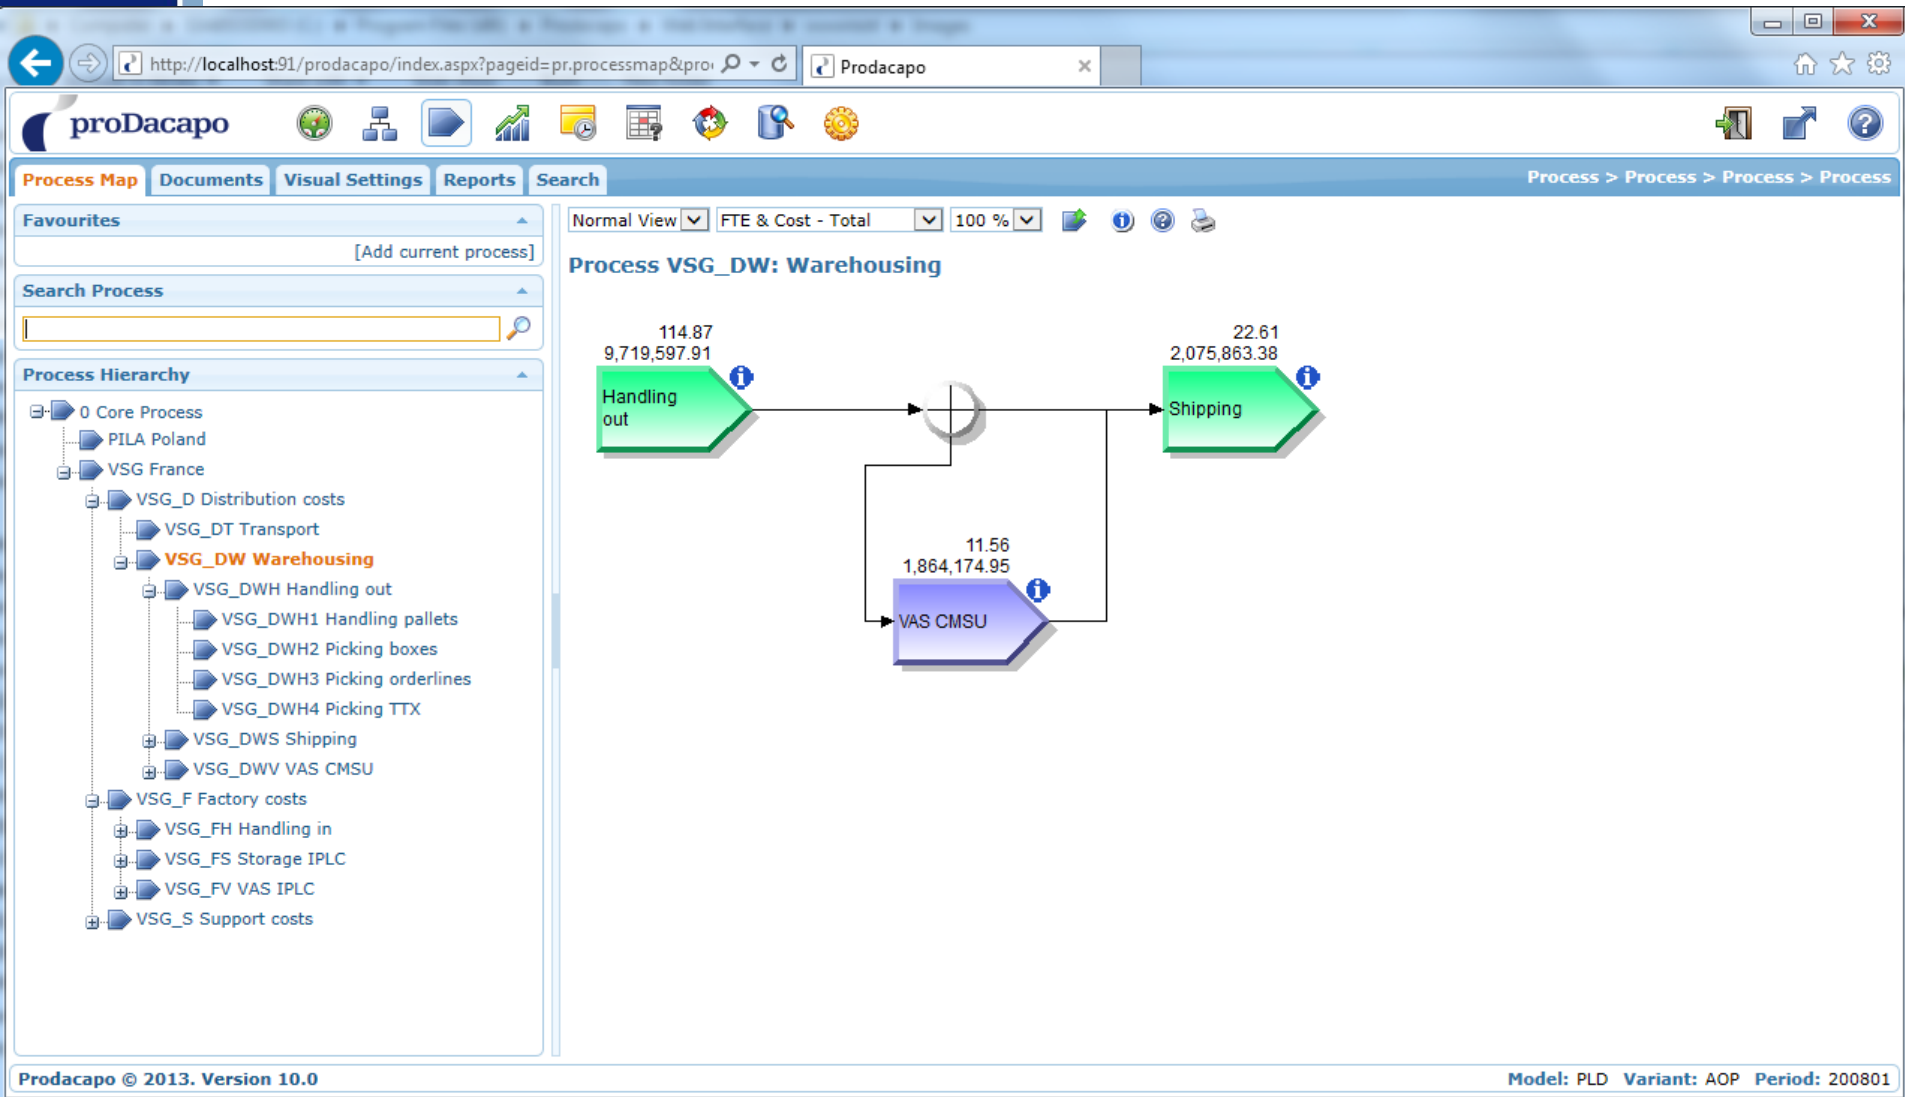 http://localhost:91/prodacapo/index.aspx?pageid=pr.processmap&pro
Prodacapo
proDacapo
Process Map Documents Visual Settings Reports Search
Process > Process > Process > Process
Favourites
[Add current process]
Search Process
Process Hierarchy
0 Core Process
PILA Poland
VSG France
VSG_D Distribution costs
VSG_DT Transport
VSG_DW Warehousing
VSG_DWH Handling out
VSG_DWH1 Handling pallets
VSG_DWH2 Picking boxes
VSG_DWH3 Picking orderlines
VSG_DWH4 Picking TTX
VSG_DWS Shipping
VSG_DWV VAS CMSU
VSG_F Factory costs
VSG_FH Handling in
VSG_FS Storage IPLC
VSG_FV VAS IPLC
VSG_S Support costs
Normal View FTE & Cost - Total 100 %
Process VSG_DW: Warehousing
114.87
9,719,597.91
Handling
out
22.61
2,075,863.38
Shipping
11.56
1,864,174.95
VAS CMSU
Prodacapo © 2013. Version 10.0
Model: PLD Variant: AOP Period: 200801